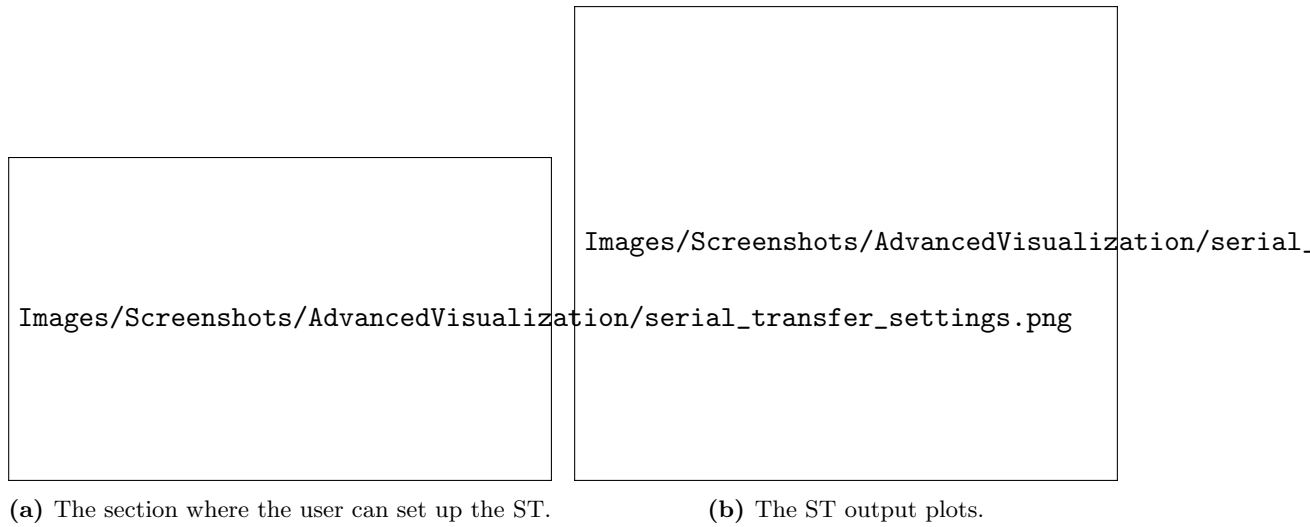 Images/Screenshots/AdvancedVisualization/serial_
Images/Screenshots/AdvancedVisualization/serial_transfer_settings.png
(a) The section where the user can set up the ST.
(b) The ST output plots.